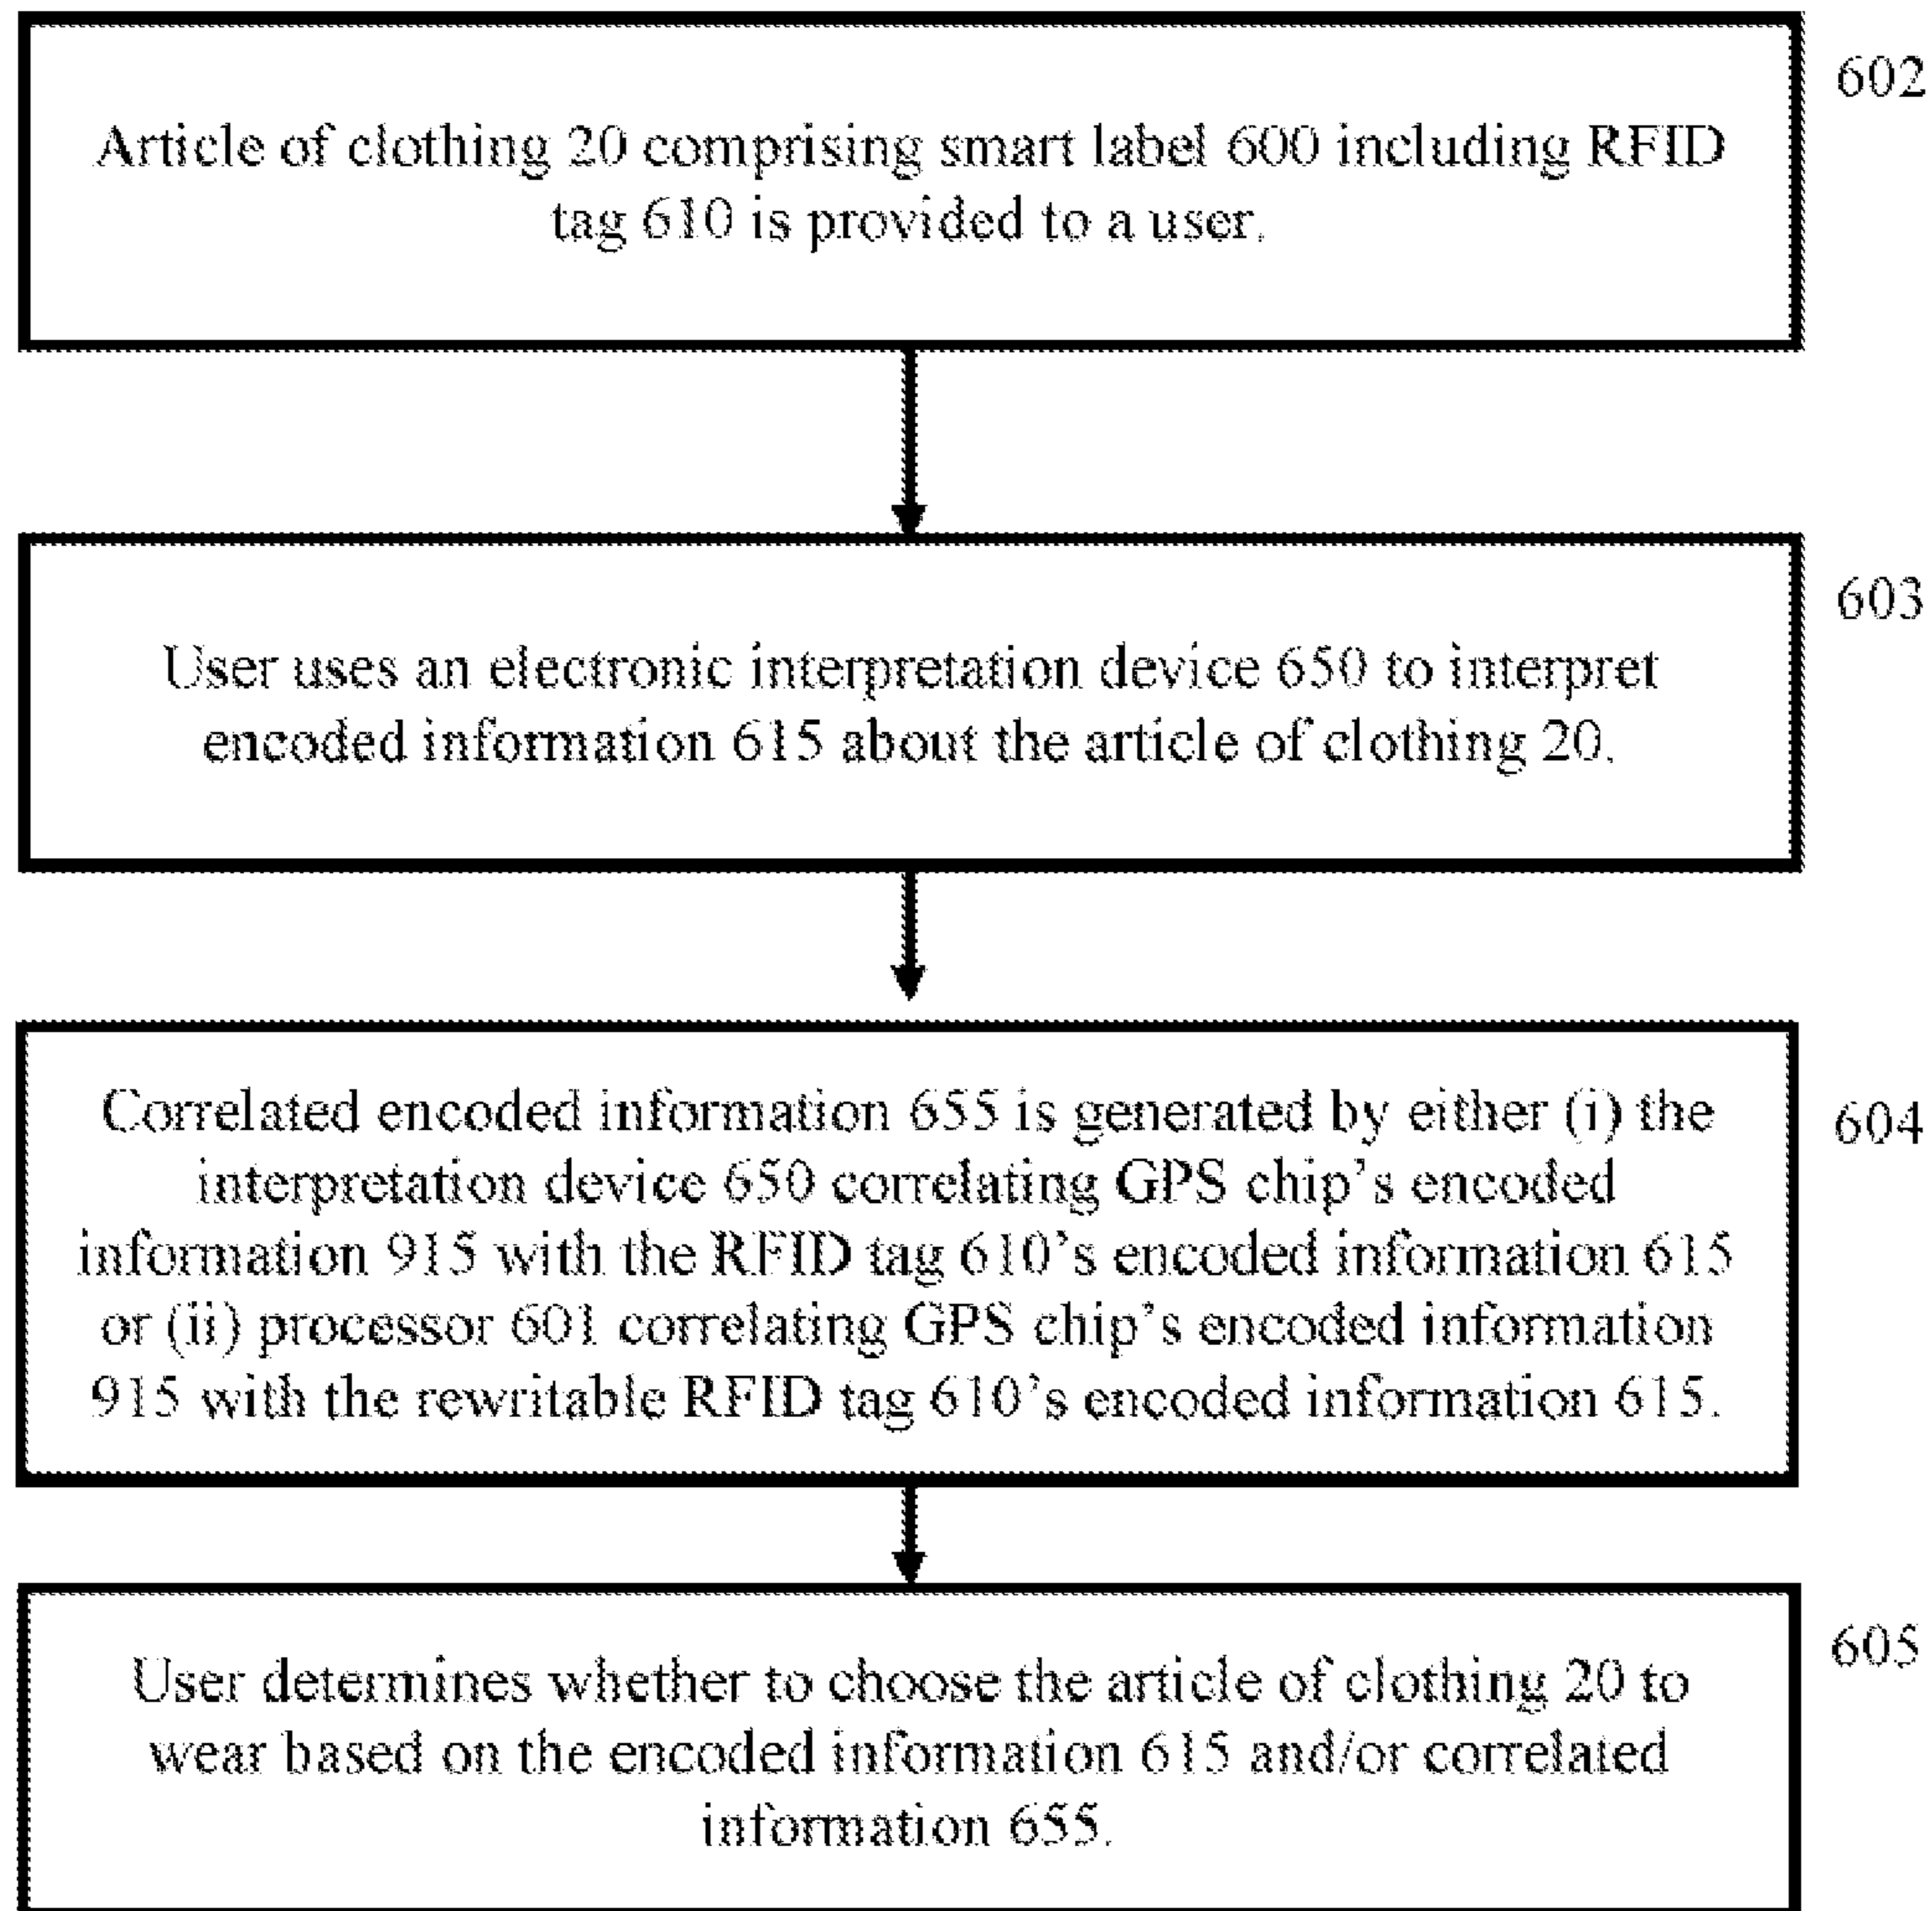 602
Article of clothing 20 comprising smart label 600 including RFID
tag 610 is provided to a user.
603
User uses an electronic interpretation device 650 to interpret
encoded information 615 about the article of clothing 20.
604
Correlated encoded information 655 is generated by either (i) the
interpretation device 650 correlating GPS chip's encoded
information 915 with the RFID tag 610's encoded information 615
or (ii) processor 601 correlating GPS chip's encoded information
915 with the rewritable RFID tag 610's encoded information 615.
605
User determines whether to choose the article of clothing 20 to
wear based on the encoded information 615 and/or correlated
information 655.